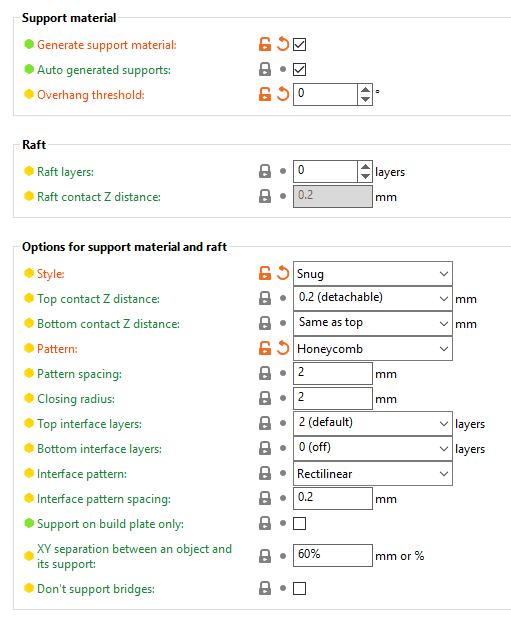 Support material
Generate support material:
Auto generated supports:
Overhang threshold: 0 °
Raft
Raft layers: 0 layers
Raft contact Z distance: 0.2 mm
Options for support material and raft
Style: Snug
Top contact Z distance: 0.2 (detachable) mm
Bottom contact Z distance: Same as top mm
Pattern: Honeycomb
Pattern spacing: 2 mm
Closing radius: 2 mm
Top interface layers: 2 (default) layers
Bottom interface layers: 0 (off) layers
Interface pattern: Rectilinear
Interface pattern spacing: 0.2 mm
Support on build plate only:
XY separation between an object and
its support: 60% mm or %
Don't support bridges: